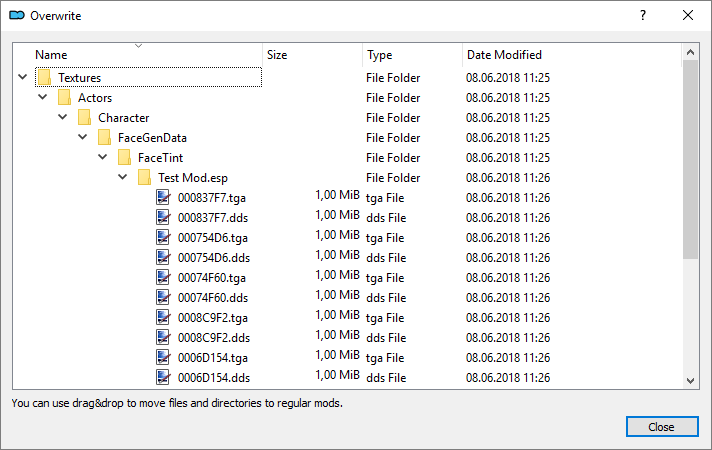 Overwrite
Name Size Type Date Modified
Textures File Folder 08.06.2018 11:25
Actors File Folder 08.06.2018 11:25
Character File Folder 08.06.2018 11:25
FaceGenData File Folder 08.06.2018 11:25
FaceTint File Folder 08.06.2018 11:25
Test Mod.esp File Folder 08.06.2018 11:26
000837F7.tga 1,00 MiB tga File 08.06.2018 11:26
000837F7.dds 1,00 MiB dds File 08.06.2018 11:26
000754D6.tga 1,00 MiB tga File 08.06.2018 11:26
000754D6.dds 1,00 MiB dds File 08.06.2018 11:26
00074F60.tga 1,00 MiB tga File 08.06.2018 11:26
00074F60.dds 1,00 MiB dds File 08.06.2018 11:26
0008C9F2.tga 1,00 MiB tga File 08.06.2018 11:26
0008C9F2.dds 1,00 MiB dds File 08.06.2018 11:26
0006D154.tga 1,00 MiB tga File 08.06.2018 11:26
0006D154.dds 1,00 MiB dds File 08.06.2018 11:26
You can use drag&drop to move files and directories to regular mods.
Close